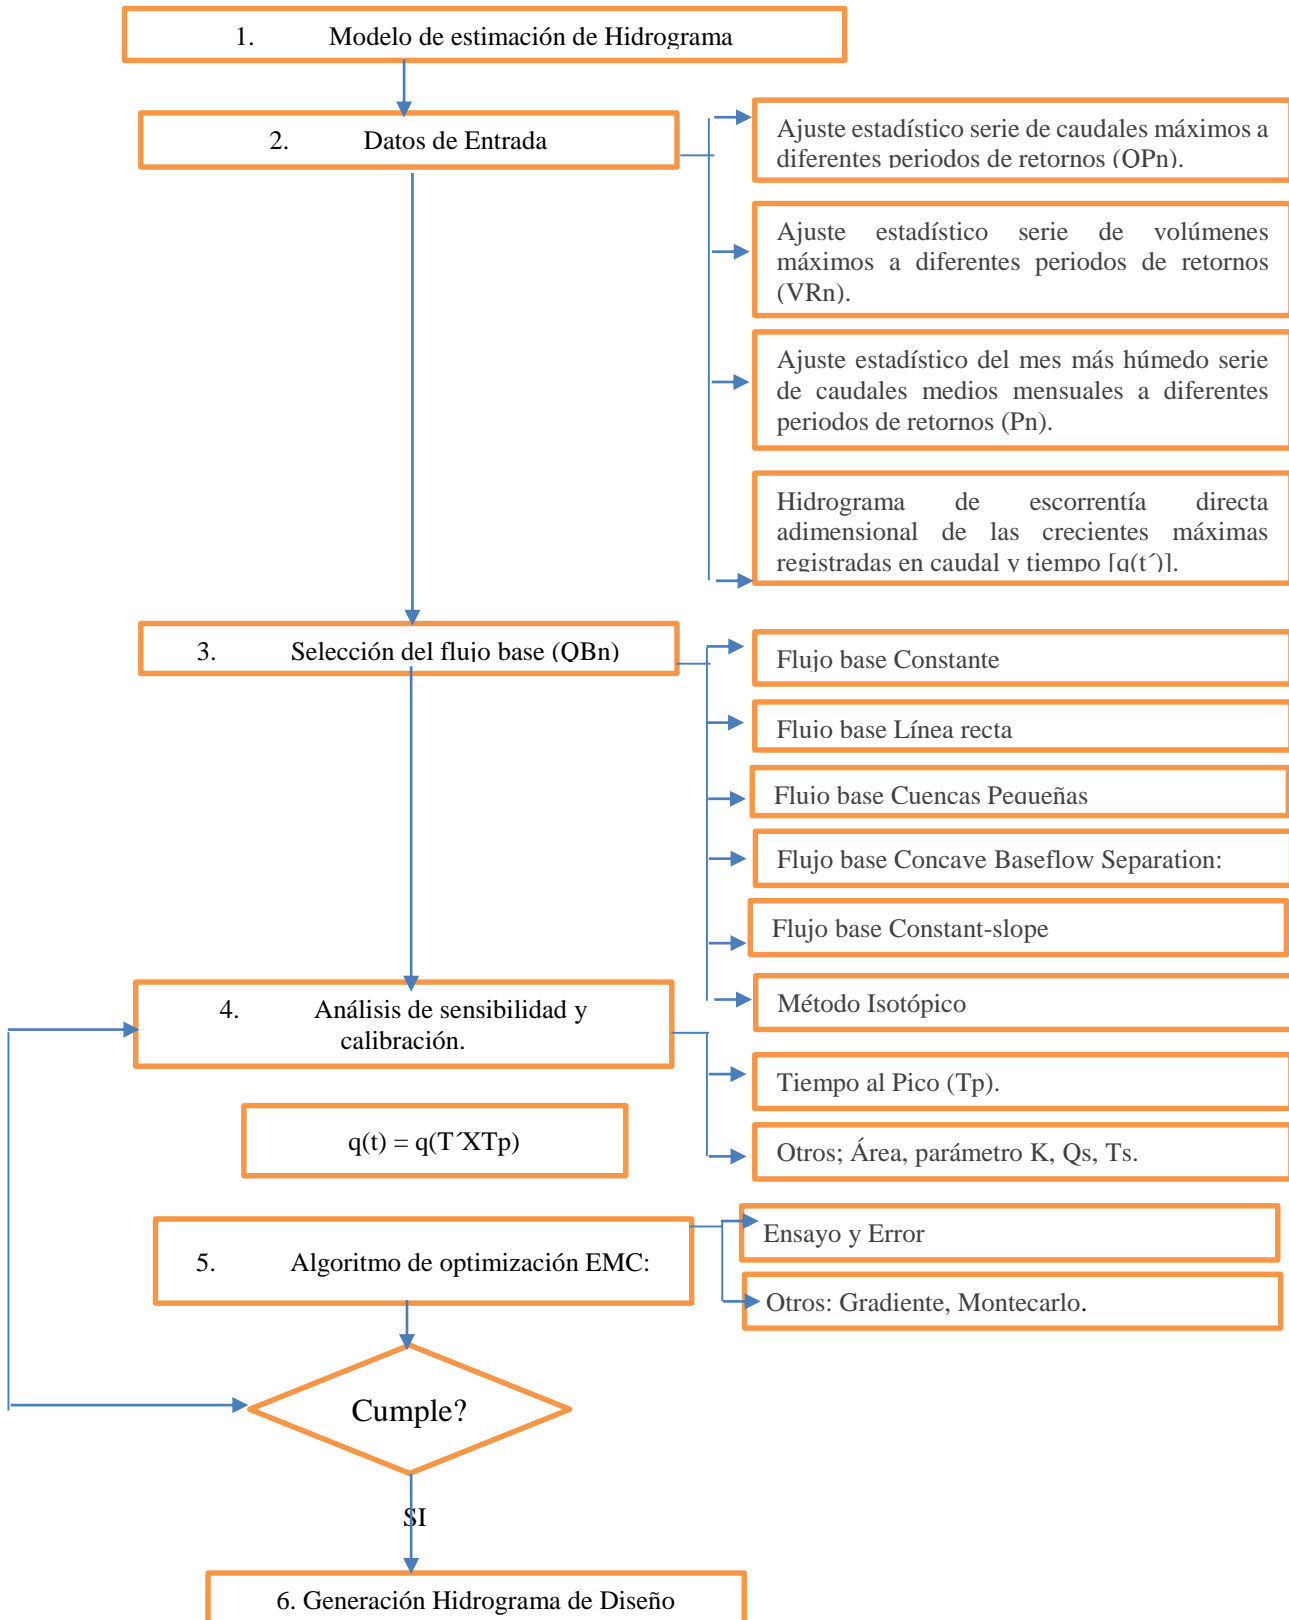 1. Modelo de estimación de Hidrograma
2. Datos de Entrada
Ajuste estadístico serie de caudales máximos a
diferentes periodos de retornos (QPn).
Ajuste estadístico serie de volúmenes
máximos a diferentes periodos de retornos
(VRn).
Ajuste estadístico del mes más húmedo serie
de caudales medios mensuales a diferentes
periodos de retornos (Pn).
Hidrograma de escorrentía directa
adimensional de las crecientes máximas
registradas en caudal y tiempo [q(t´)].
3. Selección del flujo base (QBn)
Flujo base Constante
Flujo base Línea recta
Flujo base Cuencas Pequeñas
Flujo base Concave Baseflow Separation:
Flujo base Constant-slope
Método Isotópico
4. Análisis de sensibilidad y
calibración.
Tiempo al Pico (Tp).
Otros; Área, parámetro K, Qs, Ts.
q(t) = q(T´XTp)
5. Algoritmo de optimización EMC:
Ensayo y Error
Otros: Gradiente, Montecarlo.
Cumple?
SI
6. Generación Hidrograma de Diseño